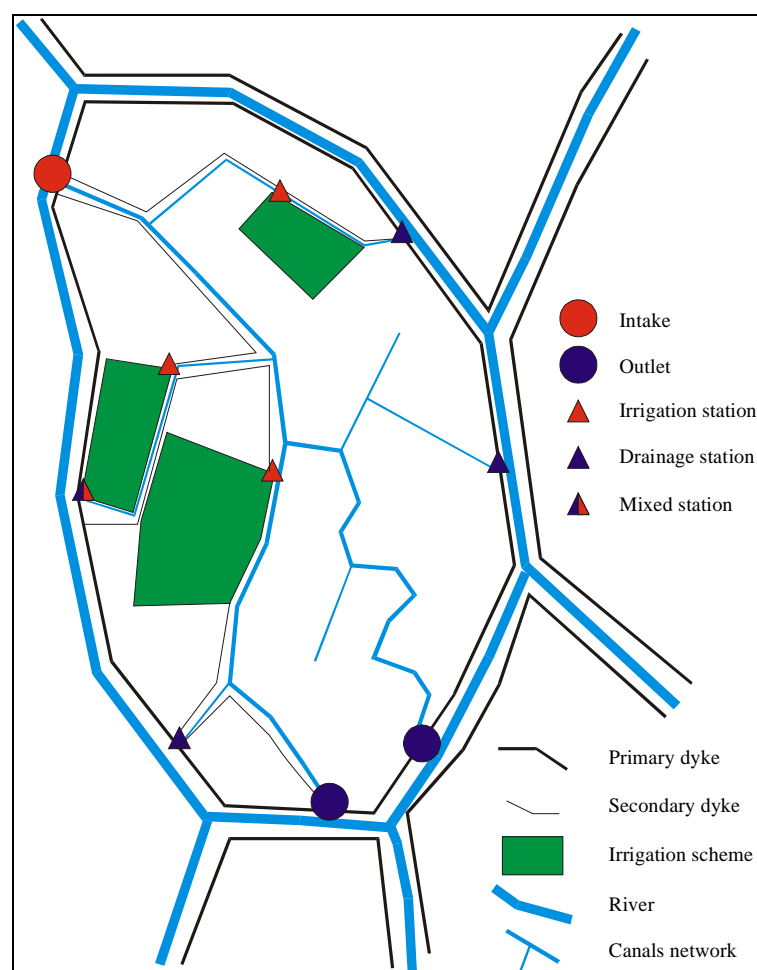 Intake
Outlet
Irrigation station
Drainage station
Mixed station
Primary dyke
Secondary dyke
Irrigation scheme
River
Canals network